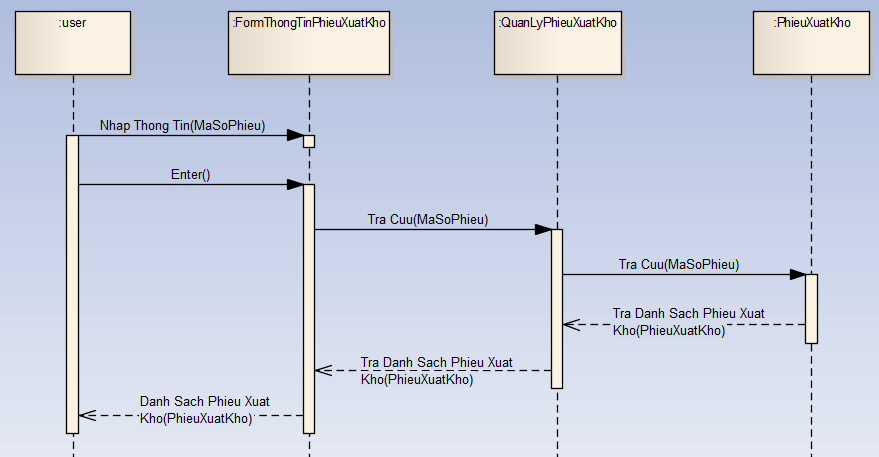 :user
:FormThongTinPhieuXuatKho
:QuanLyPhieuXuatKho
:PhieuXuatKho
Nhap Thong Tin(MaSoPhieu)
Enter()
Tra Cuu(MaSoPhieu)
Tra Cuu(MaSoPhieu)
Tra Danh Sach Phieu Xuat
Kho(PhieuXuatKho)
Tra Danh Sach Phieu Xuat
Kho(PhieuXuatKho)
Danh Sach Phieu Xuat
Kho(PhieuXuatKho)